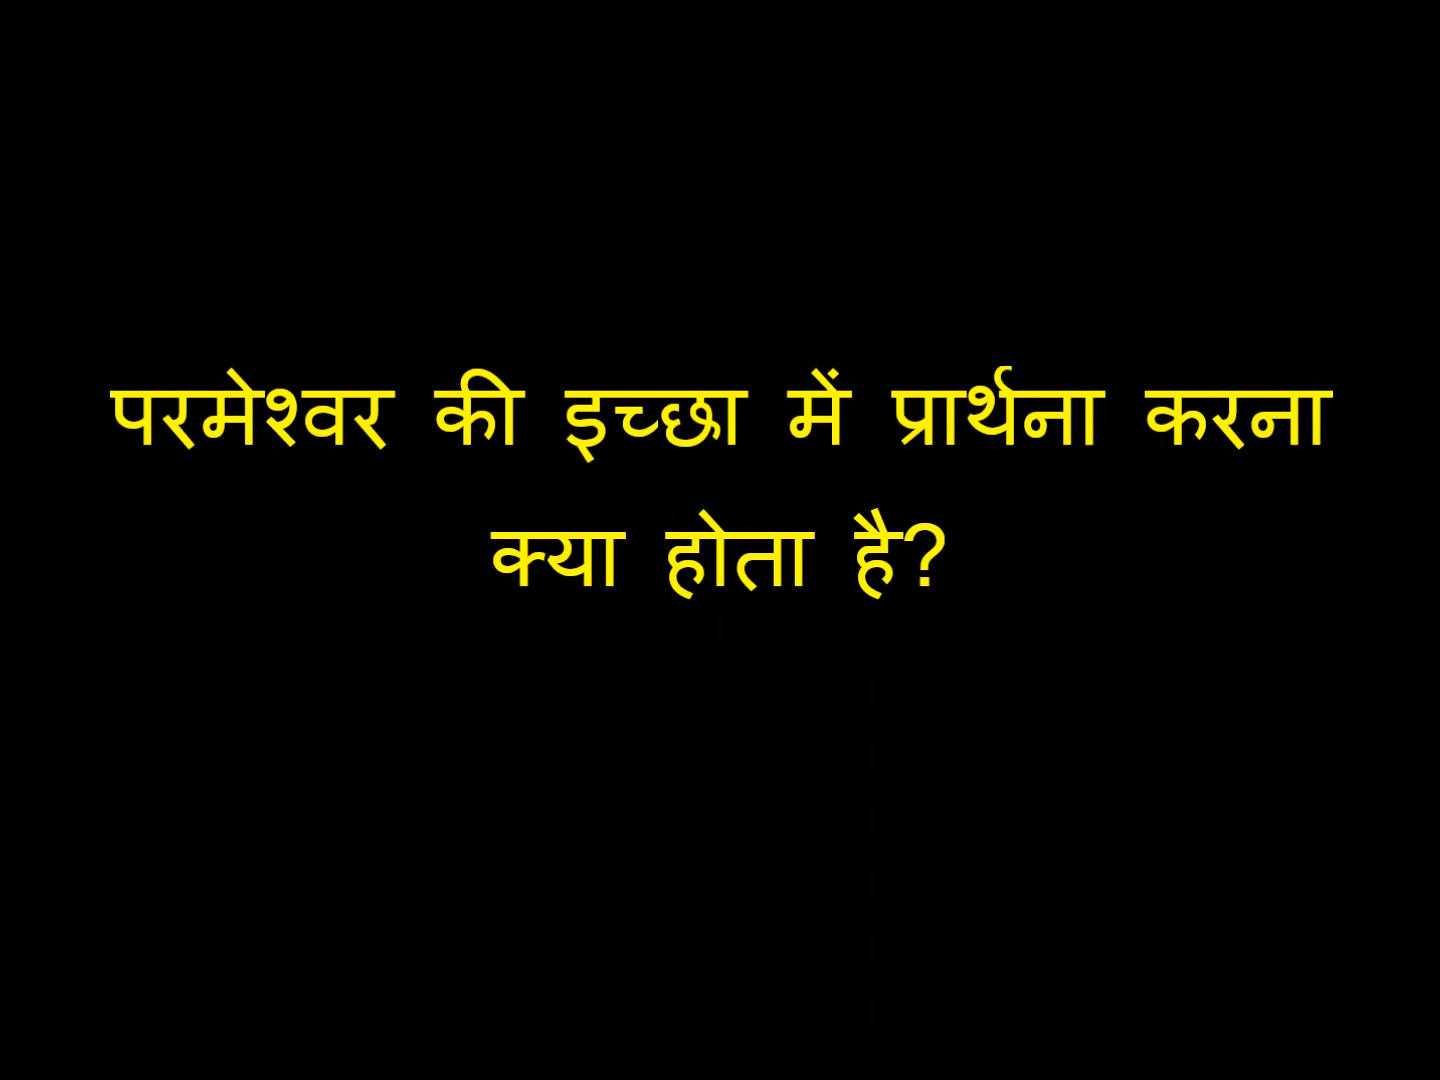 परमेश्वर की इच्छा में प्रार्थना करना
क्या होता है?